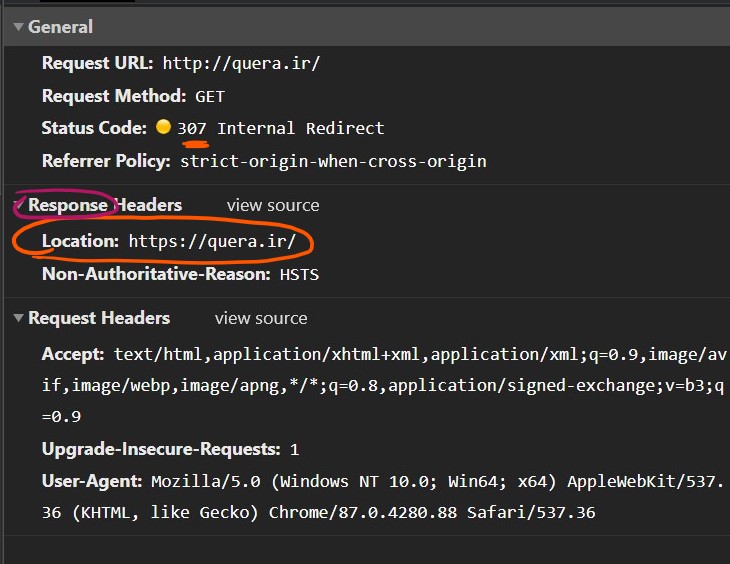 General
Request URL: http://quera.ir/
Request Method: GET
Status Code: 307 Internal Redirect
Referrer Policy: strict-origin-when-cross-origin
Response Headers view source
Location: https://quera.ir/
Non-Authoritative-Reason: HSTS
Request Headers view source
Accept: text/html,application/xhtml+xml,application/xml;q=0.9,image/av
if,image/webp,image/apng,*/*;q=0.8,application/signed-exchange;v=b3;q
=0.9
Upgrade-Insecure-Requests: 1
User-Agent: Mozilla/5.0 (Windows NT 10.0; Win64; x64) AppleWebKit/537.
36 (KHTML, like Gecko) Chrome/87.0.4280.88 Safari/537.36